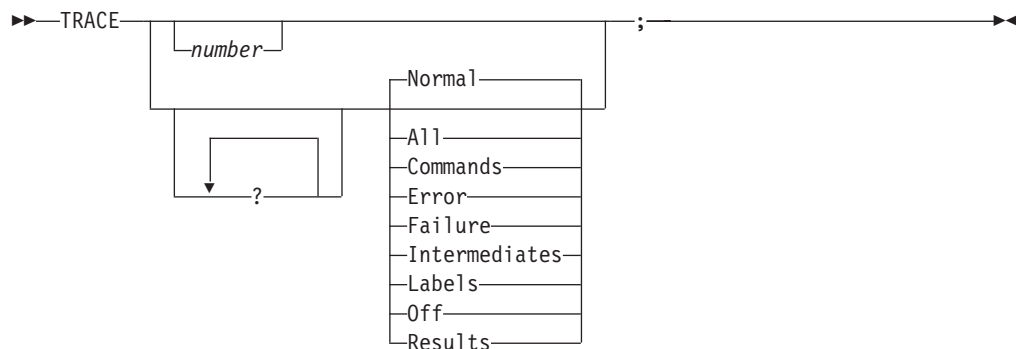 TRACE ;
number
Normal
All
Commands
Error
?
Failure
Intermediates
Labels
Off
Results